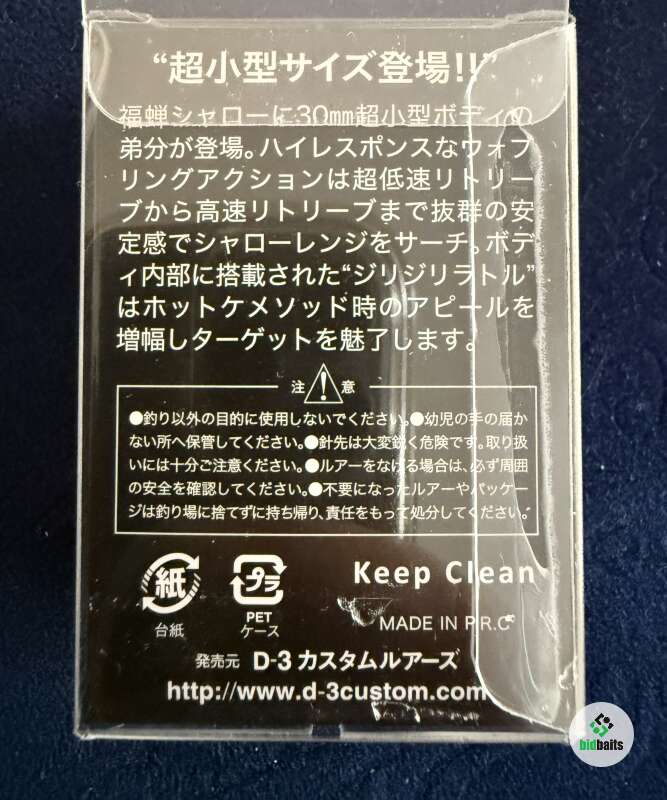 “超小型サイズ登場!!”
福蝉シャローに30mm超小型ボディの
弟分が登場。ハイレスポンスなウォブ
リングアクションは超低速リトリー
ブから高速リトリーブまで抜群の安
定感でシャローレンジをサーチ。ボデ
ィ内部に搭載された“ジリジリラトル”
はホットケメソッド時のアピールを
増幅しターゲットを魅了します。
注 ! 意
●釣り以外の目的に使用しないでください。●幼児の手の届か
ない所へ保管してください。●針先は大変鋭く危険です。取り扱
いには十分ご注意ください。●ルアーをなげる場合は、必ず周囲
の安全を確認してください。●不要になったルアーやパッケー
ジは釣り場に捨てずに持ち帰り、責任をもって処分してください。
紙
台紙
プラ
PET
ケース
Keep Clean
MADE IN P.R.C
発売元 D-3 カスタムルアーズ
http://www.d-3custom.com
bidbaits